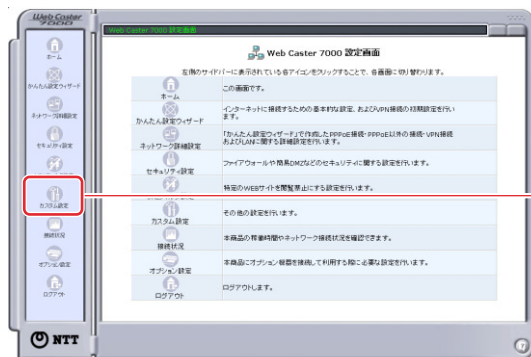 Web Caster 7000
Web Caster 7000 設定画面
Web Caster 7000 設定画面
左側のサイドバーに表示されている各アイコンをクリックすることで、各画面に切り替わります。
ホーム
かんたん設定ウィザード
ネットワーク詳細設定
セキュリティ設定
カスタム設定
接続状況
オプション設定
ログアウト
ホーム
この画面です。
かんたん設定ウィザード
インターネットに接続するための基本的な設定、およびVPN接続の初期設定を行います。
ネットワーク詳細設定
「かんたん設定ウィザード」で作成したPPPoE接続・PPPoE以外の接続・VPN接続
およびLANに関する詳細設定を行います。
セキュリティ設定
ファイアウォールや簡易DMZなどのセキュリティに関する設定を行います。
特定のWEBサイトを閲覧禁止にする設定を行います。
カスタム設定
その他の設定を行います。
接続状況
本商品の稼働時間やネットワーク接続状況を確認できます。
オプション設定
本商品にオプション機器を接続して利用する際に必要な設定を行います。
ログアウト
ログアウトします。
NTT